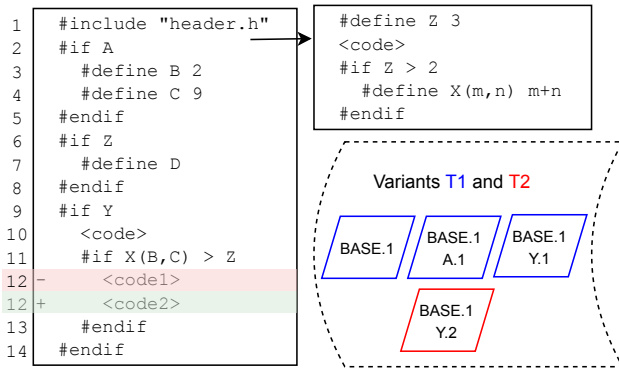 1 #include "header.h"
2 #if A
3 #define B 2
4 #define C 9
5 #endif
6 #if Z
7 #define D
8 #endif
9 #if Y
10 <code>
11 #if X(B,C) > Z
12 - <code1>
12 + <code2>
13 #endif
14 #endif
#define Z 3
<code>
#if Z > 2
#define X(m,n) m+n
#endif
Variants T1 and T2
BASE.1
BASE.1
A.1
BASE.1
Y.1
BASE.1
Y.2